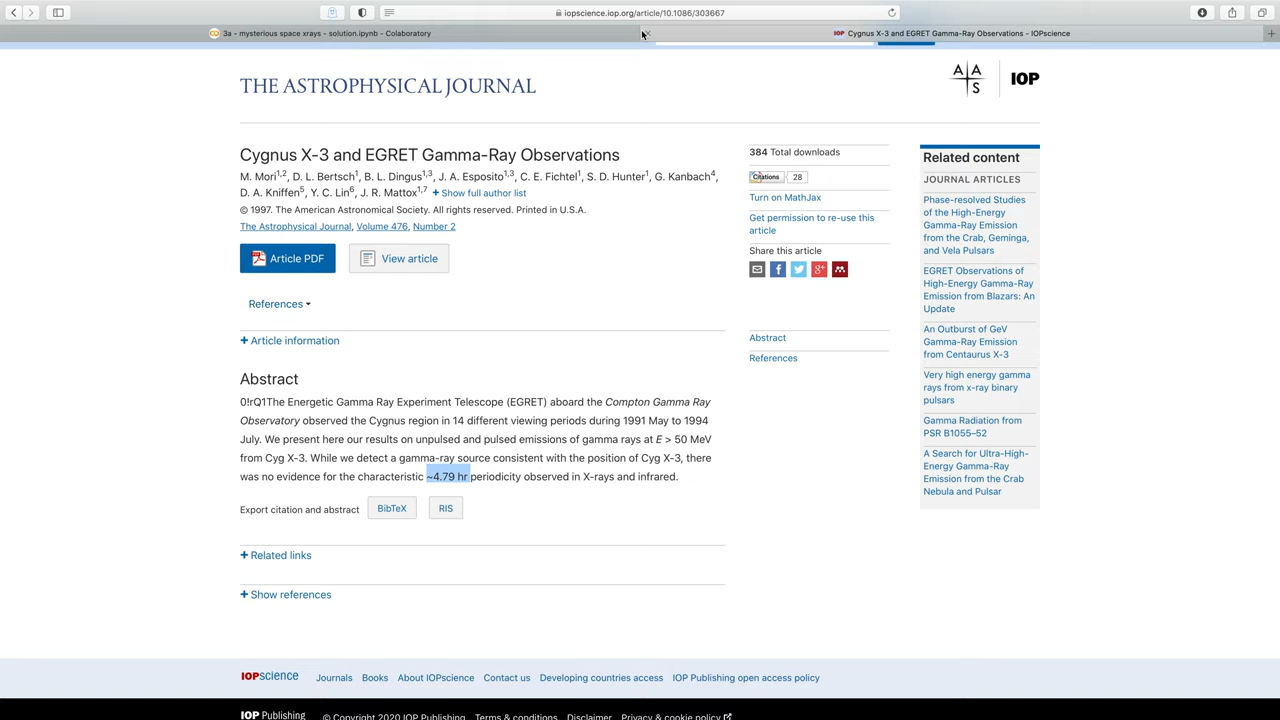 iopscience.iop.org/article/10.1086/303667
3a - mysterious space xrays - solution.ipynb - Colaboratory
IOP Cygnus X-3 and EGRET Gamma-Ray Observations - IOPscience
THE ASTROPHYSICAL JOURNAL
AAS
IOP
Cygnus X-3 and EGRET Gamma-Ray Observations
M. Mori1,2, D. L. Bertsch1, B. L. Dingus1,3, J. A. Esposito1,3, C. E. Fichtel1, S. D. Hunter1, G. Kanbach4,
D. A. Kniffen5, Y. C. Lin6, J. R. Mattox1,7 + Show full author list
© 1997. The American Astronomical Society. All rights reserved. Printed in U.S.A.
The Astrophysical Journal, Volume 476, Number 2
Article PDF
View article
References
+ Article information
Abstract
0!rQ1The Energetic Gamma Ray Experiment Telescope (EGRET) aboard the Compton Gamma Ray
Observatory observed the Cygnus region in 14 different viewing periods during 1991 May to 1994
July. We present here our results on unpulsed and pulsed emissions of gamma rays at E > 50 MeV
from Cyg X-3. While we detect a gamma-ray source consistent with the position of Cyg X-3, there
was no evidence for the characteristic ~4.79 hr periodicity observed in X-rays and infrared.
Export citation and abstract
BibTeX
RIS
+ Related links
+ Show references
384 Total downloads
Citations 28
Turn on MathJax
Get permission to re-use this
article
Share this article
Abstract
References
Related content
JOURNAL ARTICLES
Phase-resolved Studies
of the High-Energy
Gamma-Ray Emission
from the Crab, Geminga,
and Vela Pulsars
EGRET Observations of
High-Energy Gamma-Ray
Emission from Blazars: An
Update
An Outburst of GeV
Gamma-Ray Emission
from Centaurus X-3
Very high energy gamma
rays from x-ray binary
pulsars
Gamma Radiation from
PSR B1055–52
A Search for Ultra-High-
Energy Gamma-Ray
Emission from the Crab
Nebula and Pulsar
IOPscience
Journals
Books
About IOPscience
Contact us
Developing countries access
IOP Publishing open access policy
IOP Publishing
© Copyright 2020 IOP Publishing
Terms & conditions
Disclaimer
Privacy & cookie policy